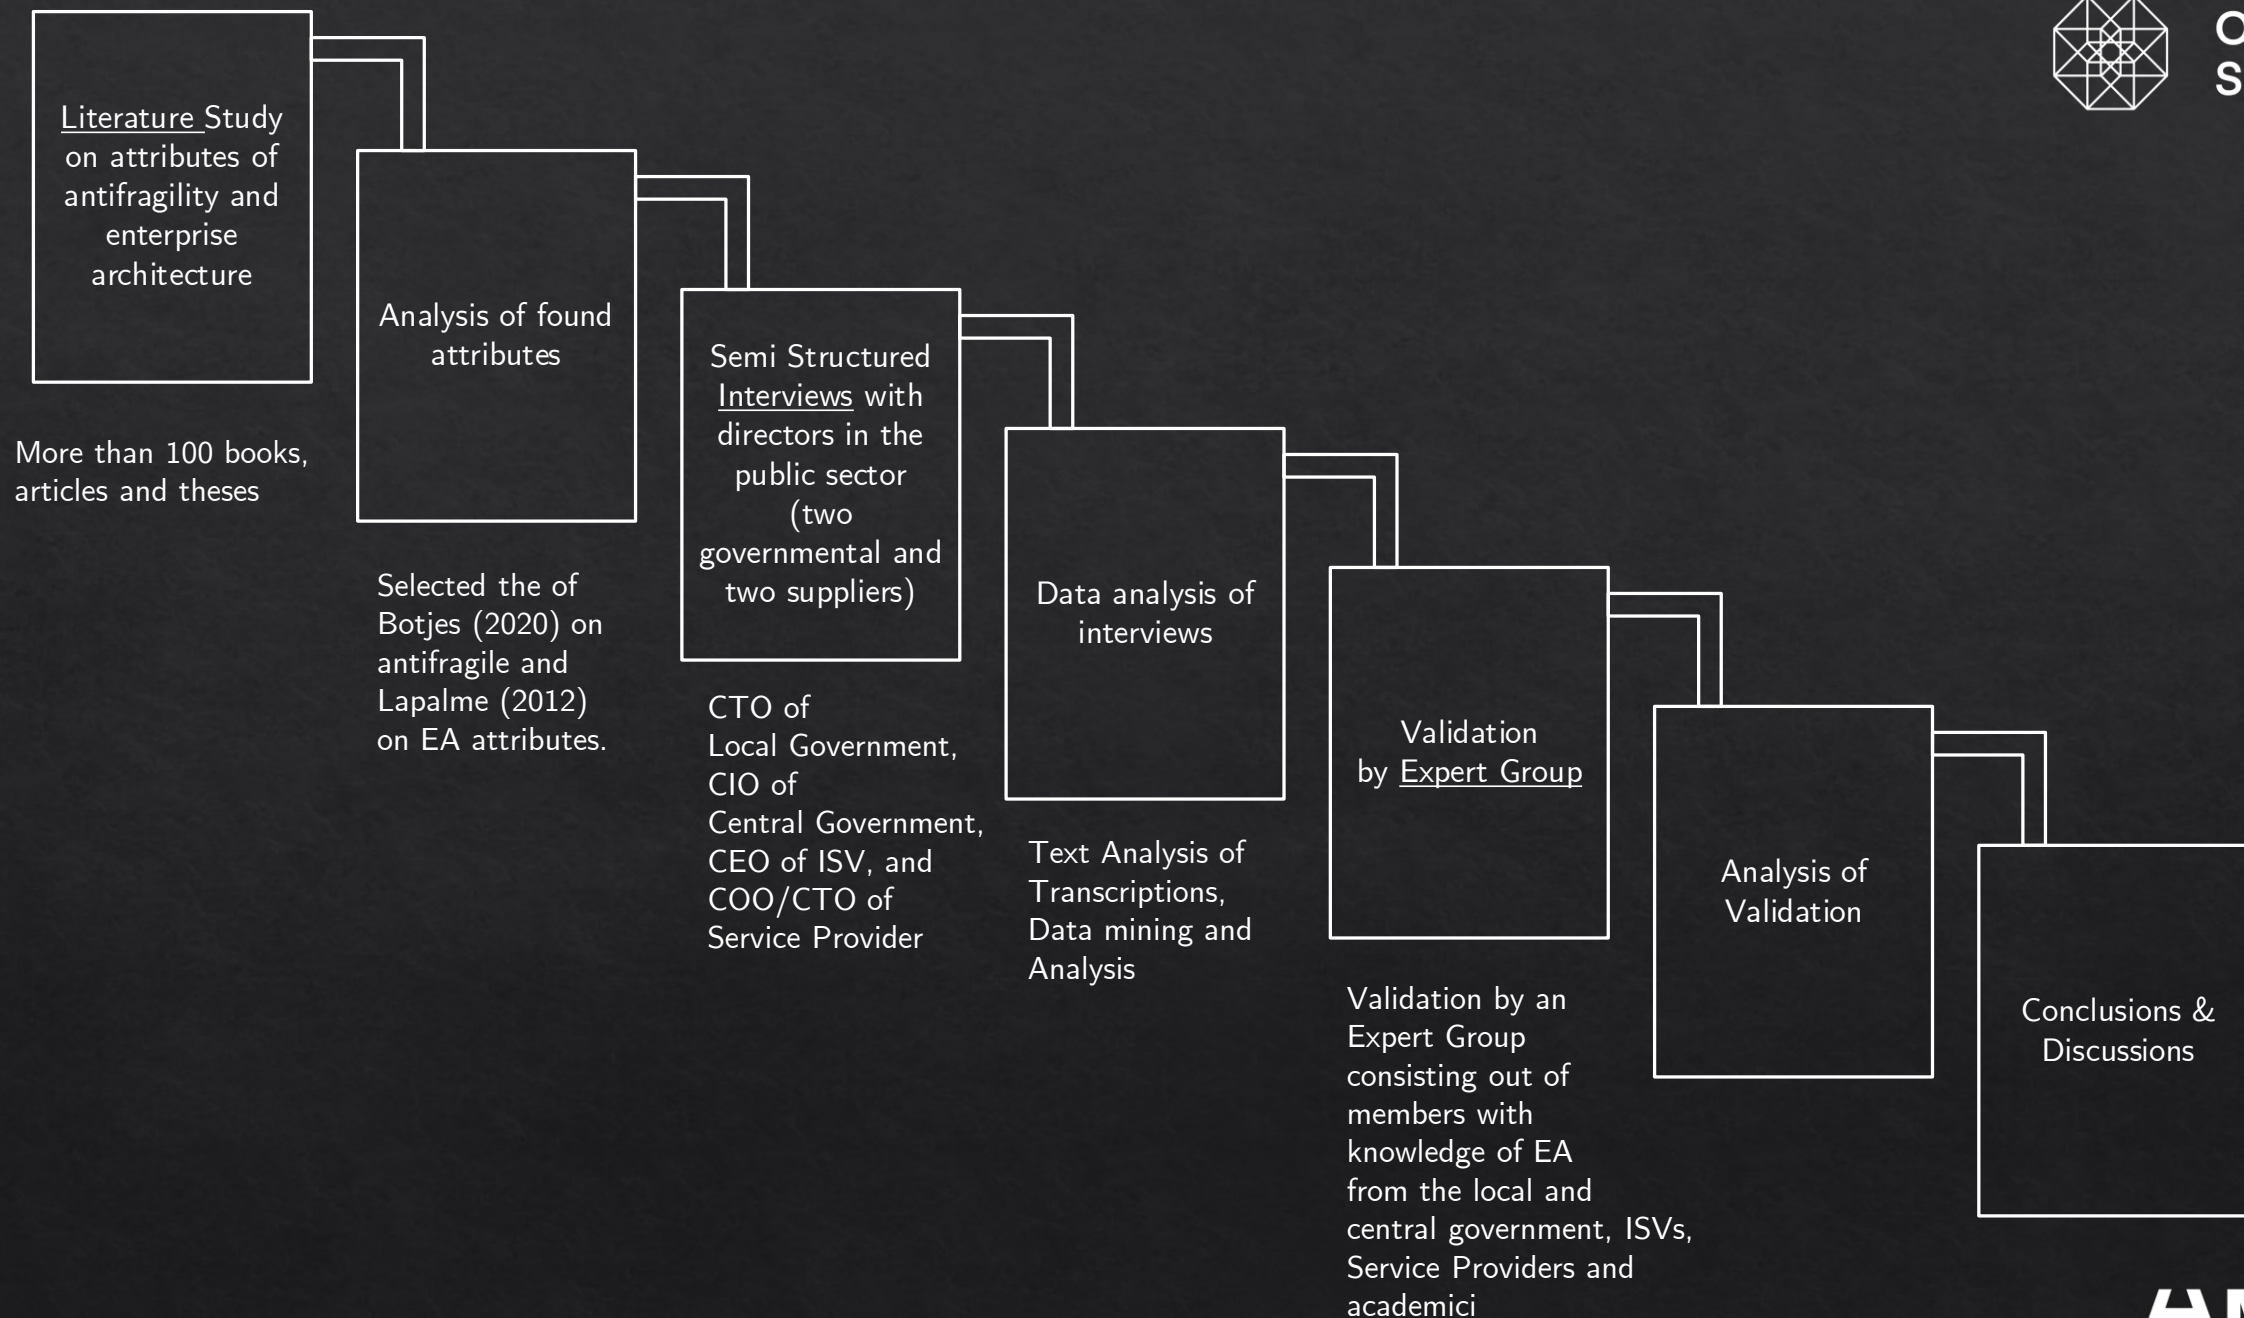 Literature Study
on attributes of
antifragility and
enterprise
architecture
More than 100 books,
articles and theses
Analysis of found
attributes
Selected the of
Botjes (2020) on
antifragile and
Lapalme (2012)
on EA attributes.
Semi Structured
Interviews with
directors in the
public sector
(two
governmental and
two suppliers)
CTO of
Local Government,
CIO of
Central Government,
CEO of ISV, and
COO/CTO of
Service Provider
Data analysis of
interviews
Text Analysis of
Transcriptions,
Data mining and
Analysis
Validation
by Expert Group
Validation by an
Expert Group
consisting out of
members with
knowledge of EA
from the local and
central government, ISVs,
Service Providers and
academici
Analysis of
Validation
Conclusions &
Discussions